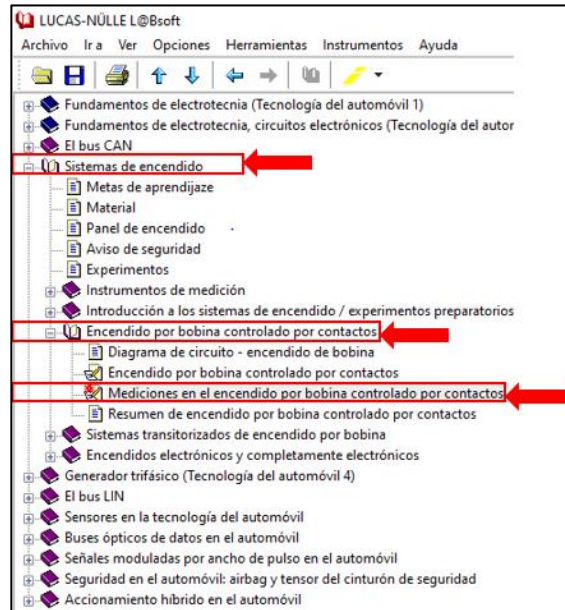 LUCAS-NÜLLE L@Bsoft
Archivo Ir a Ver Opciones Herramientas Instrumentos Ayuda
Fundamentos de electrotecnia (Tecnología del automóvil 1)
Fundamentos de electrotecnia, circuitos electrónicos (Tecnología del autor
El bus CAN
Sistemas de encendido
Metas de aprendijaze
Material
Panel de encendido
Aviso de seguridad
Experimentos
Instrumentos de medición
Introducción a los sistemas de encendido / experimentos preparatorios
Encendido por bobina controlado por contactos
Diagrama de circuito - encendido de bobina
Encendido por bobina controlado por contactos
Mediciones en el encendido por bobina controlado por contactos
Resumen de encendido por bobina controlado por contactos
Sistemas transitorizados de encendido por bobina
Encendidos electrónicos y completamente electrónicos
Generador trifásico (Tecnología del automóvil 4)
El bus LIN
Sensores en la tecnología del automóvil
Buses ópticos de datos en el automóvil
Señales moduladas por ancho de pulso en el automóvil
Seguridad en el automóvil: airbag y tensor del cinturón de seguridad
Accionamiento híbrido en el automóvil